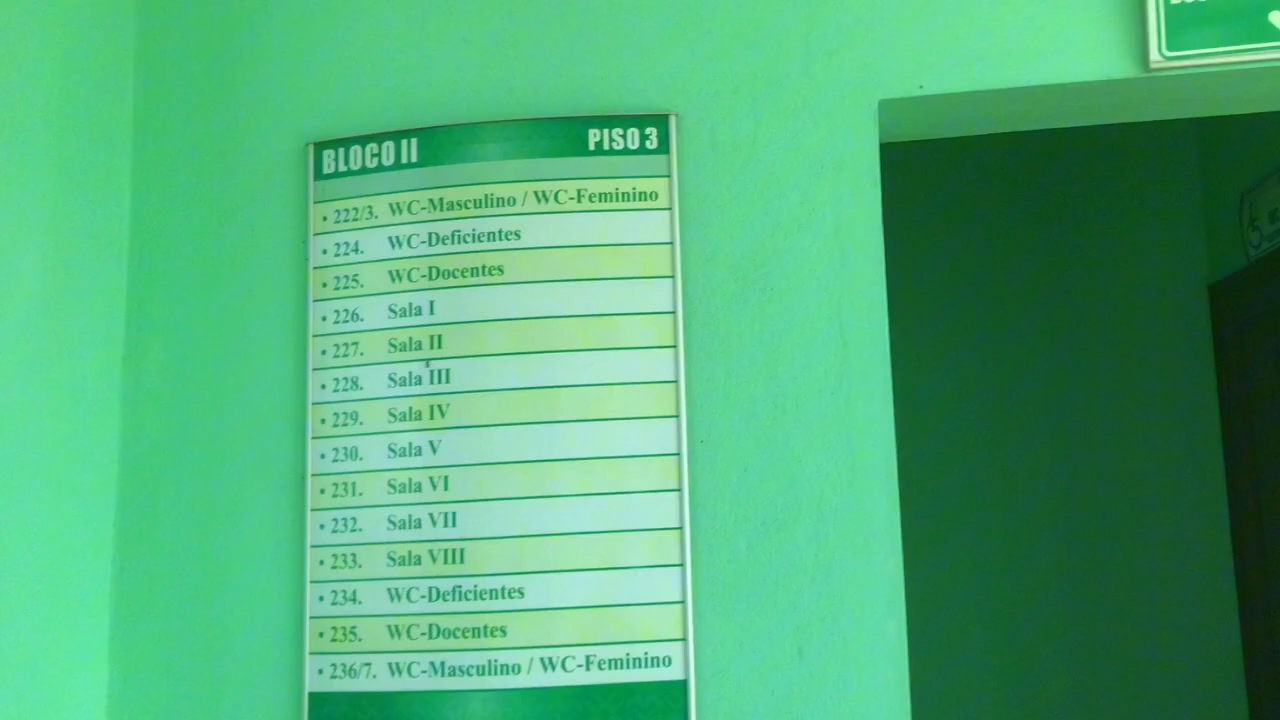 BLOCO II PISO 3
• 222/3. WC-Masculino / WC-Feminino
• 224. WC-Deficientes
• 225. WC-Docentes
• 226. Sala I
• 227. Sala II
• 228. Sala III
• 229. Sala IV
• 230. Sala V
• 231. Sala VI
• 232. Sala VII
• 233. Sala VIII
• 234. WC-Deficientes
• 235. WC-Docentes
• 236/7. WC-Masculino / WC-Feminino